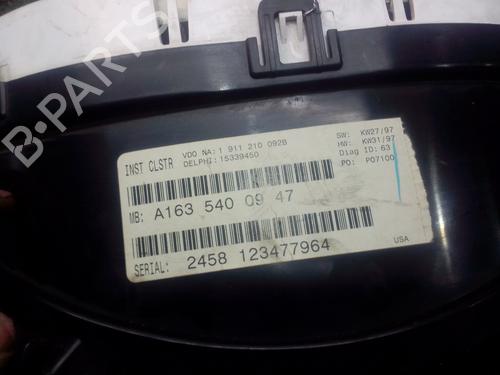 INST CLSTR
VDO NA: 1 911 210 092B
DELPHI: 15339450
SW: KW27/97
HW: KW31/97
Diag ID: 63
PO: P07100
MB: A163 540 09 47
SERIAL: 2458 123477964
USA
B-PARTS